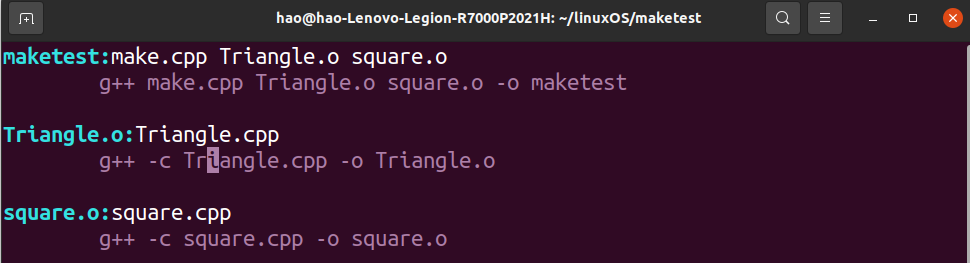 hao@hao-Lenovo-Legion-R7000P2021H: ~/linuxOS/maketest
maketest:make.cpp Triangle.o square.o
        g++ make.cpp Triangle.o square.o -o maketest
Triangle.o:Triangle.cpp
        g++ -c Triangle.cpp -o Triangle.o
square.o:square.cpp
        g++ -c square.cpp -o square.o